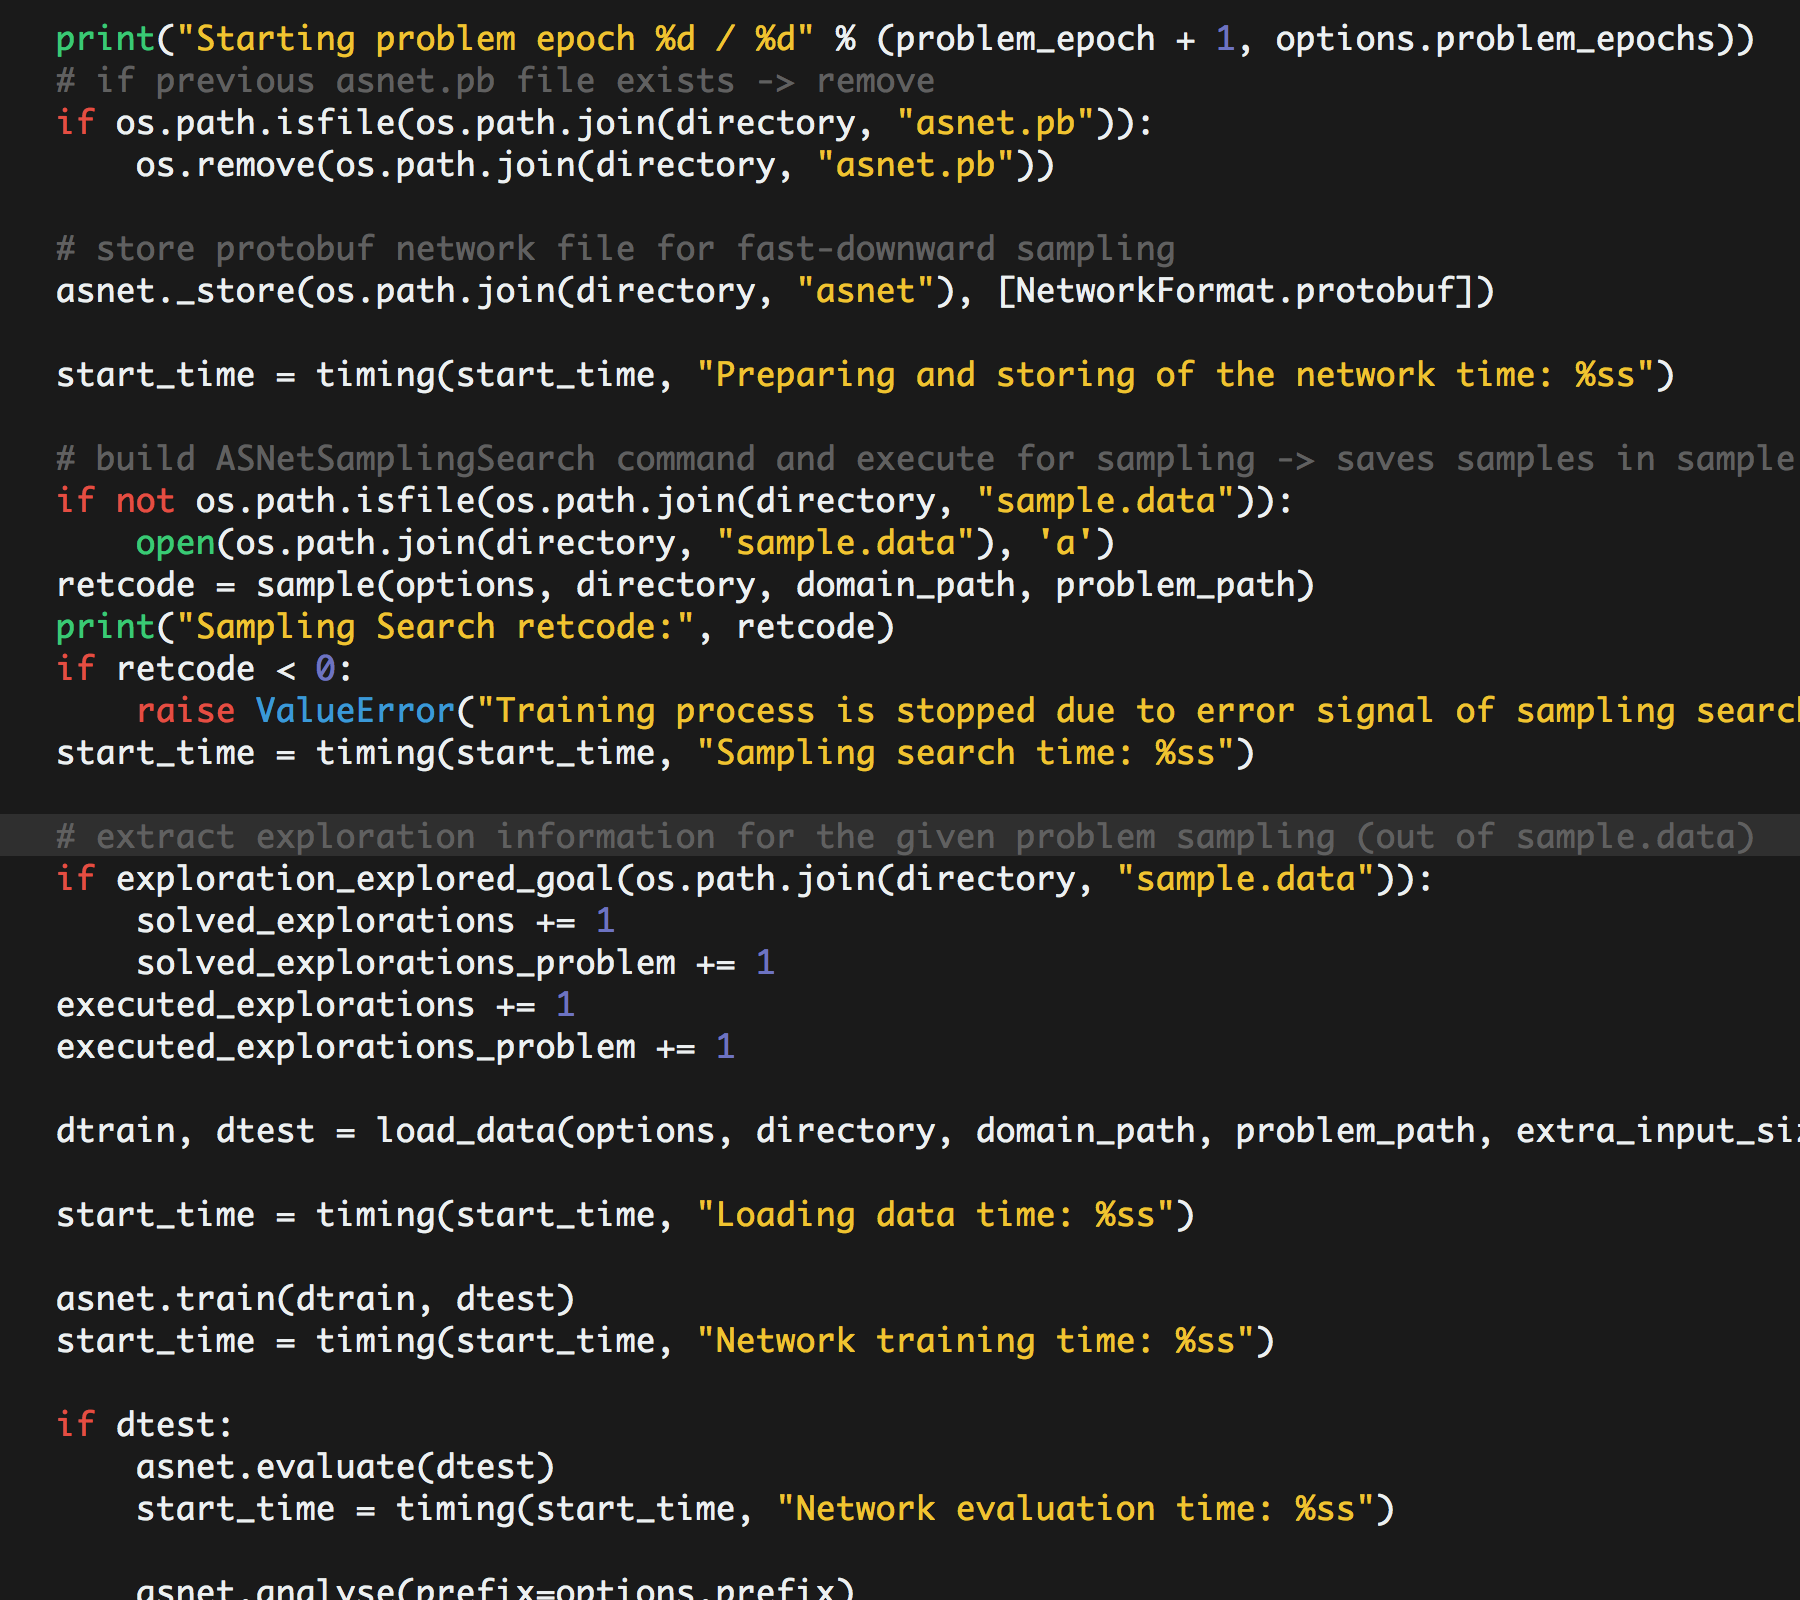 print("Starting problem epoch %d / %d" % (problem_epoch + 1, options.problem_epochs))
# if previous asnet.pb file exists -> remove
if os.path.isfile(os.path.join(directory, "asnet.pb")):
    os.remove(os.path.join(directory, "asnet.pb"))
# store protobuf network file for fast-downward sampling
asnet._store(os.path.join(directory, "asnet"), [NetworkFormat.protobuf])
start_time = timing(start_time, "Preparing and storing of the network time: %ss")
# build ASNetSamplingSearch command and execute for sampling -> saves samples in sample
if not os.path.isfile(os.path.join(directory, "sample.data")):
    open(os.path.join(directory, "sample.data"), 'a')
retcode = sample(options, directory, domain_path, problem_path)
print("Sampling Search retcode:", retcode)
if retcode < 0:
    raise ValueError("Training process is stopped due to error signal of sampling search
start_time = timing(start_time, "Sampling search time: %ss")
# extract exploration information for the given problem sampling (out of sample.data)
if exploration_explored_goal(os.path.join(directory, "sample.data")):
    solved_explorations += 1
    solved_explorations_problem += 1
executed_explorations += 1
executed_explorations_problem += 1
dtrain, dtest = load_data(options, directory, domain_path, problem_path, extra_input_siz
start_time = timing(start_time, "Loading data time: %ss")
asnet.train(dtrain, dtest)
start_time = timing(start_time, "Network training time: %ss")
if dtest:
    asnet.evaluate(dtest)
    start_time = timing(start_time, "Network evaluation time: %ss")
    asnet.analyse(prefix=options.prefix)